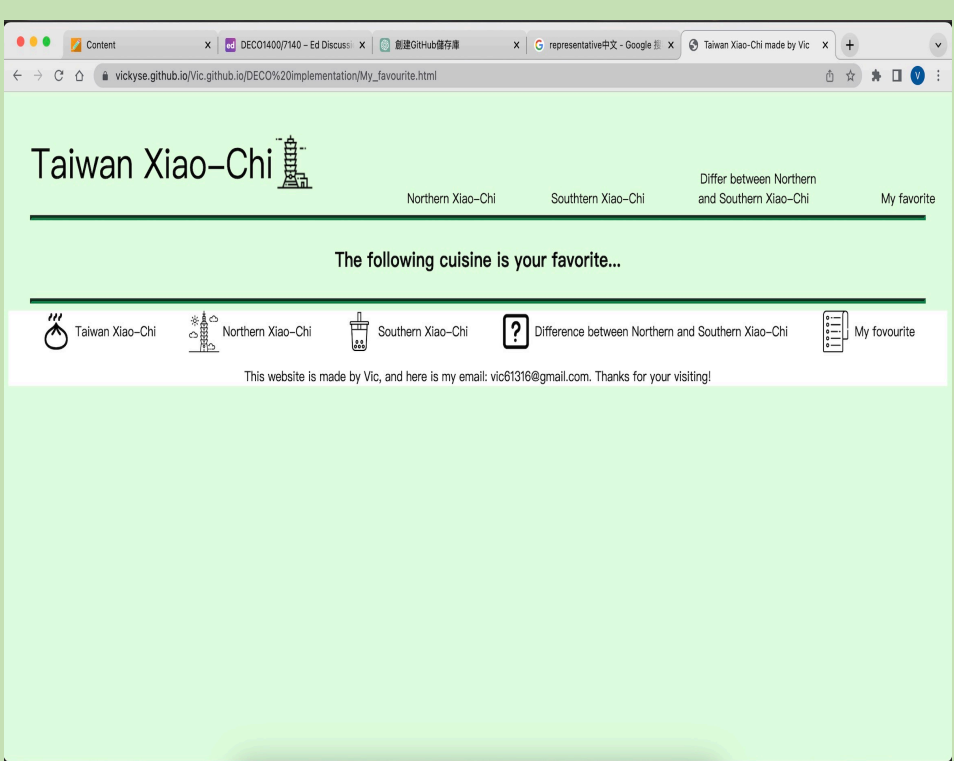 Content
ed DECO1400/7140 – Ed Discussi
創建GitHub儲存庫
G representative中文 - Google
Taiwan Xiao-Chi made by Vic
vickyse.github.io/Vic.github.io/DECO%20implementation/My_favourite.html
V
Taiwan Xiao–Chi
Northern Xiao–Chi
Southtern Xiao–Chi
Differ between Northern
and Southern Xiao–Chi
My favorite
The following cuisine is your favorite...
Taiwan Xiao–Chi
Northern Xiao–Chi
Southern Xiao–Chi
? Difference between Northern and Southern Xiao–Chi
My fovourite
This website is made by Vic, and here is my email: vic61316@gmail.com. Thanks for your visiting!